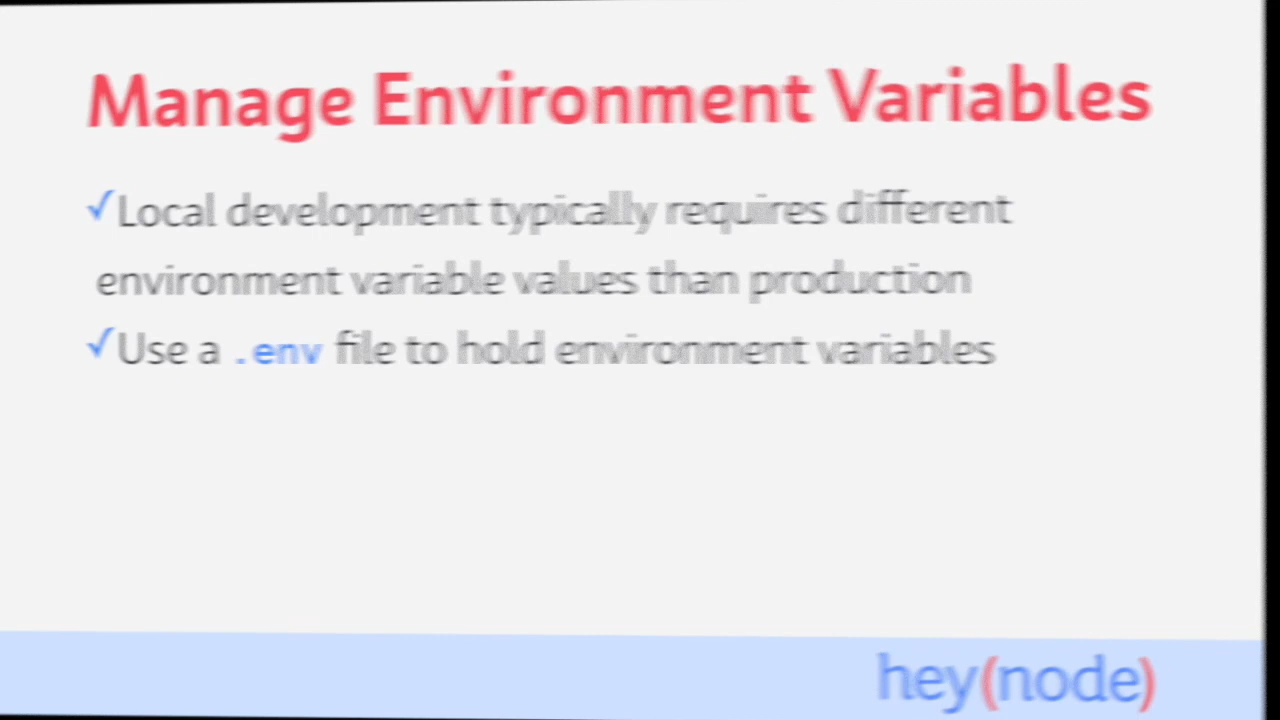 Manage Environment Variables
✓Local development typically requires different
environment variable values than production
✓Use a .env file to hold environment variables
hey(node)